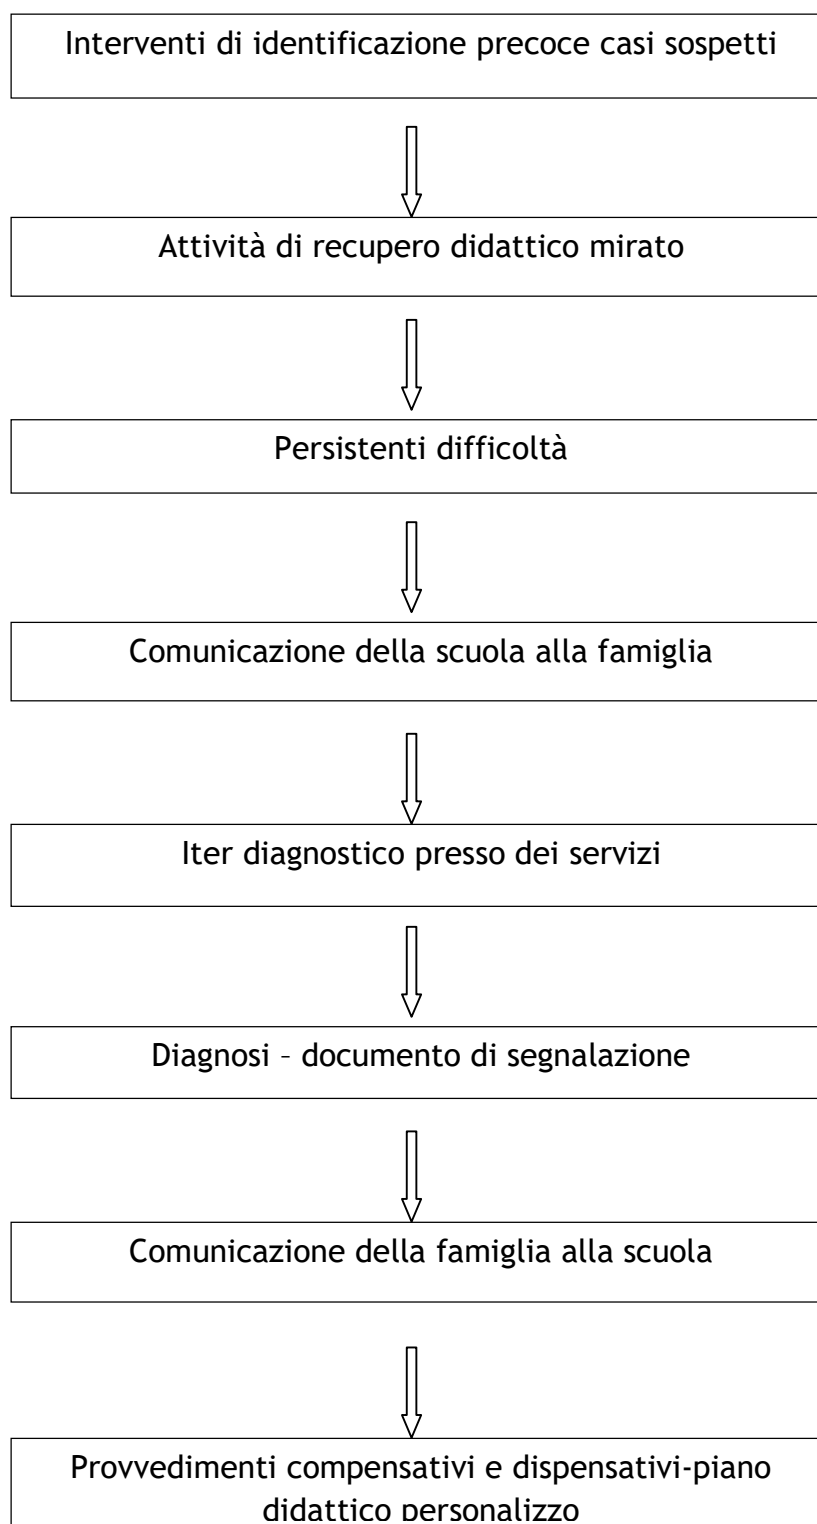 Interventi di identificazione precoce casi sospetti
Attività di recupero didattico mirato
Persistenti difficoltà
Comunicazione della scuola alla famiglia
Iter diagnostico presso dei servizi
Diagnosi – documento di segnalazione
Comunicazione della famiglia alla scuola
Provvedimenti compensativi e dispensativi-piano
didattico personalizzo